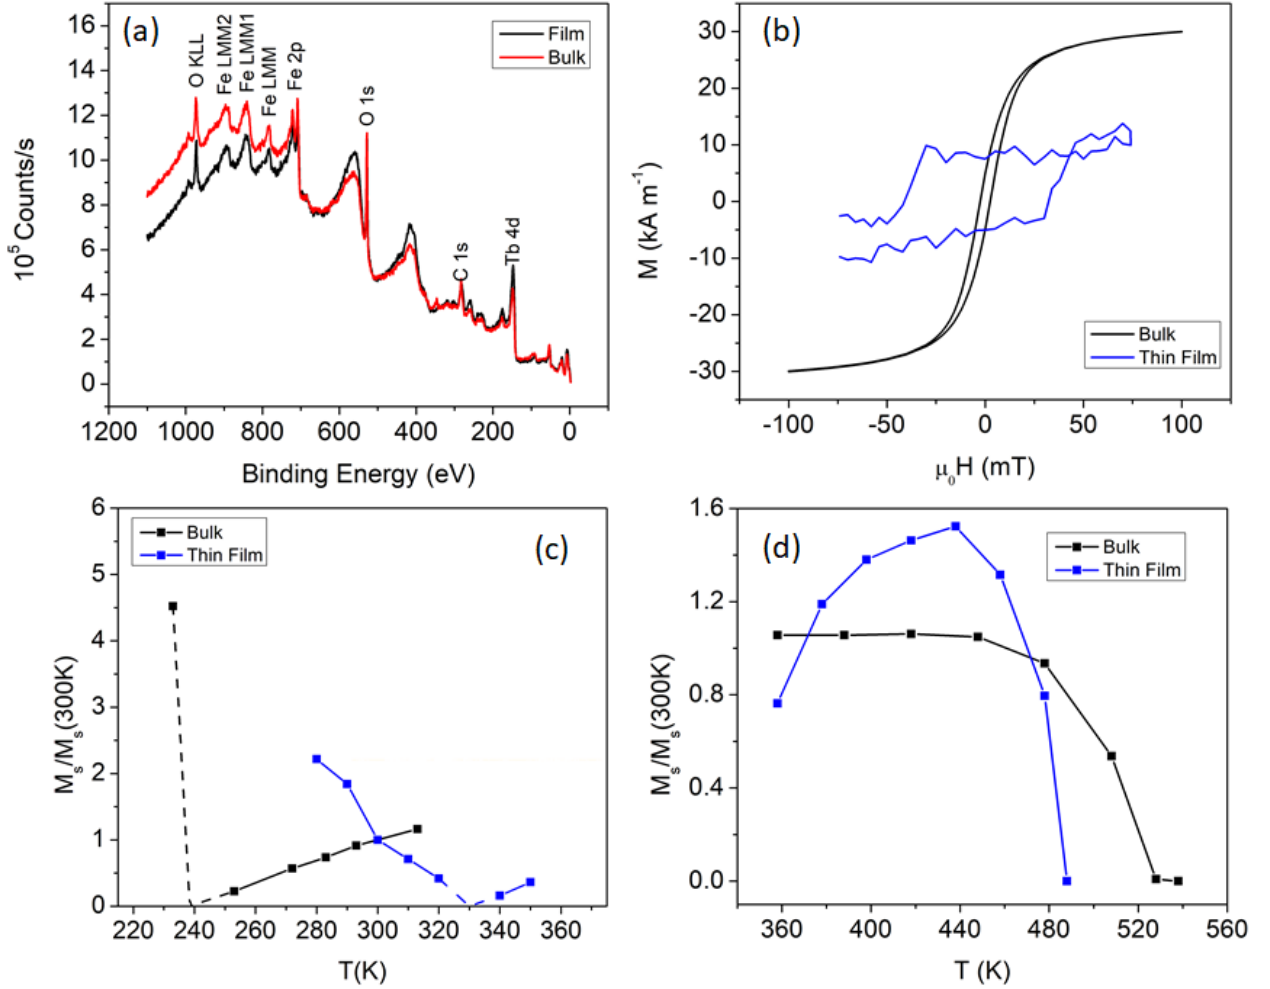 (a)
Film
Bulk
O KLL
Fe LMM2
Fe LMM1
Fe LMM
Fe 2p
O 1s
C 1s
Tb 4d
16
14
12
10
8
6
4
2
0
10⁵ Counts/s
1200 1000 800 600 400 200 0
Binding Energy (eV)
(b)
30
20
10
0
-10
-20
-30
M (kA m⁻¹)
Bulk
Thin Film
-100 -50 0 50 100
μ₀H (mT)
Bulk
Thin Film
(c)
6
5
4
3
2
1
0
Mₛ/Mₛ(300K)
220 240 260 280 300 320 340 360
T(K)
(d)
Bulk
Thin Film
1.6
1.2
0.8
0.4
0.0
Mₛ/Mₛ(300K)
360 400 440 480 520 560
T (K)